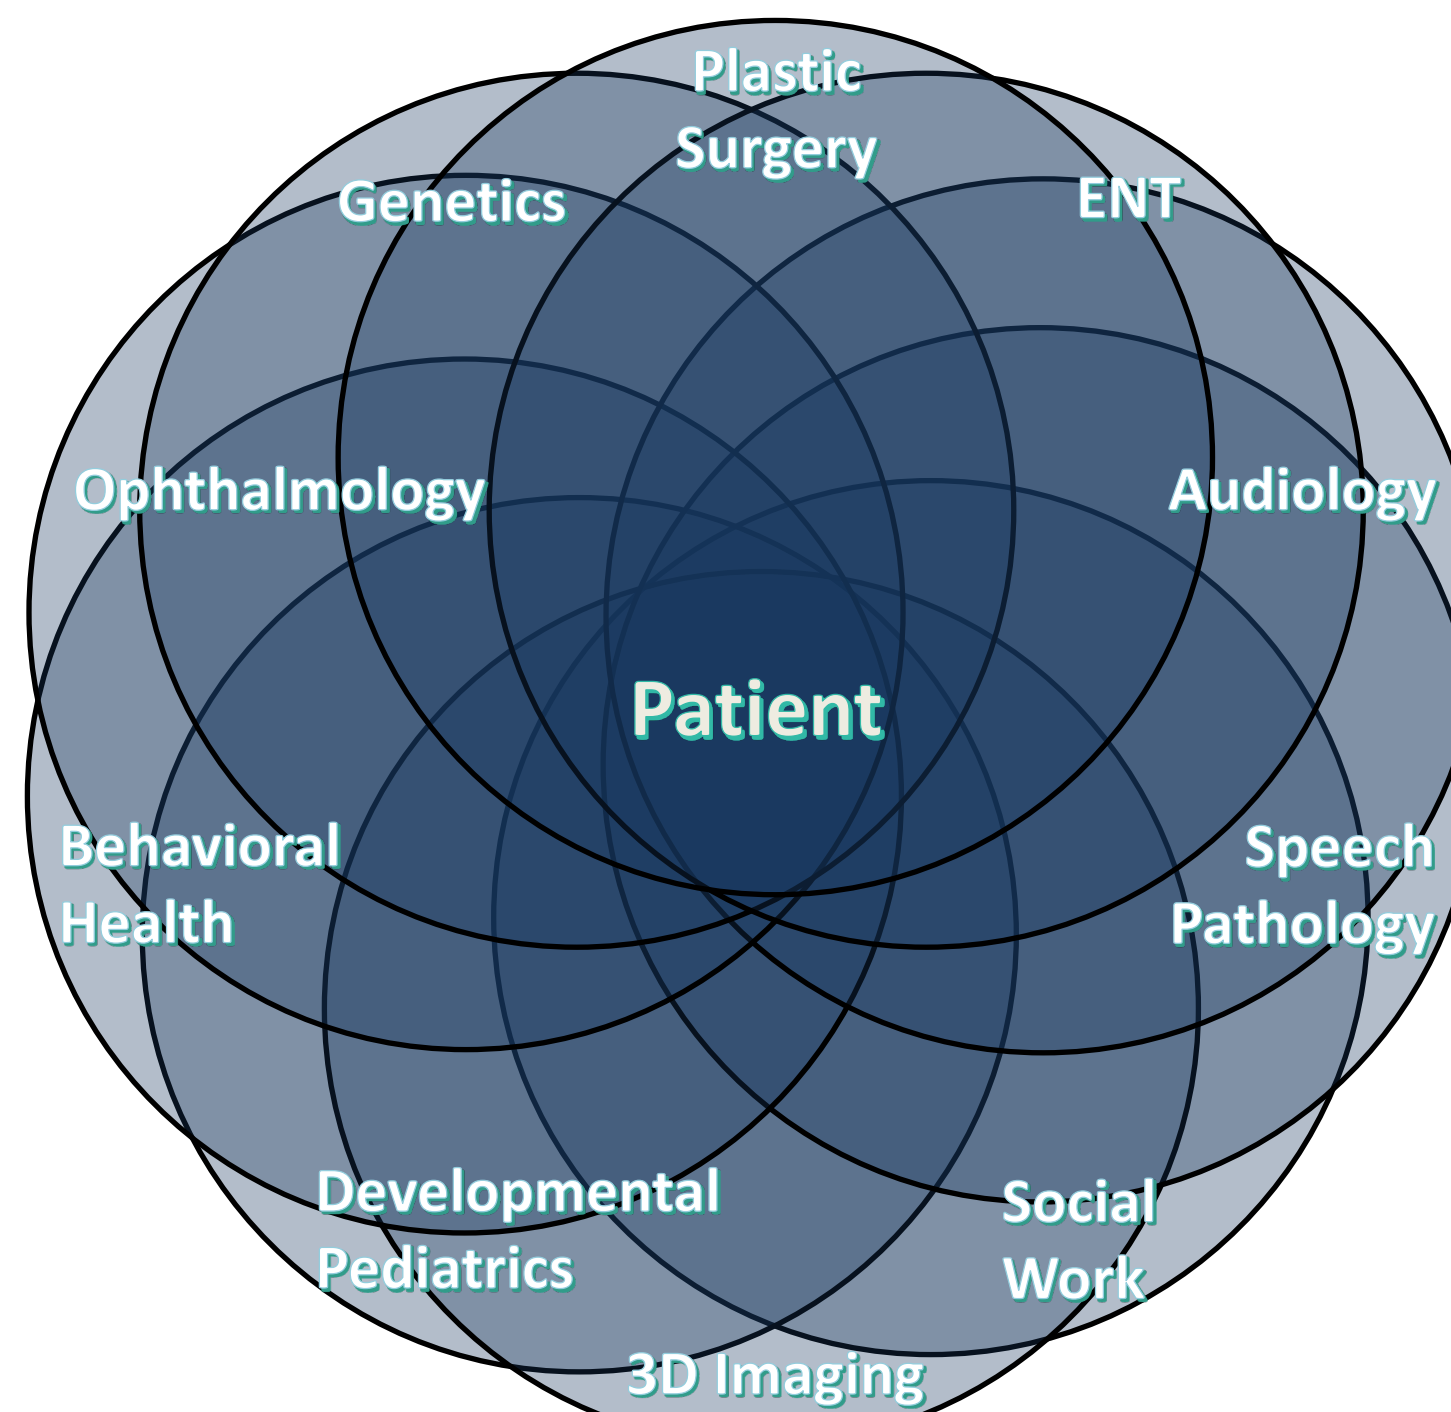 Plastic
Surgery
Genetics
ENT
Ophthalmology
Audiology
Patient
Behavioral
Health
Speech
Pathology
Developmental
Pediatrics
Social
Work
3D Imaging